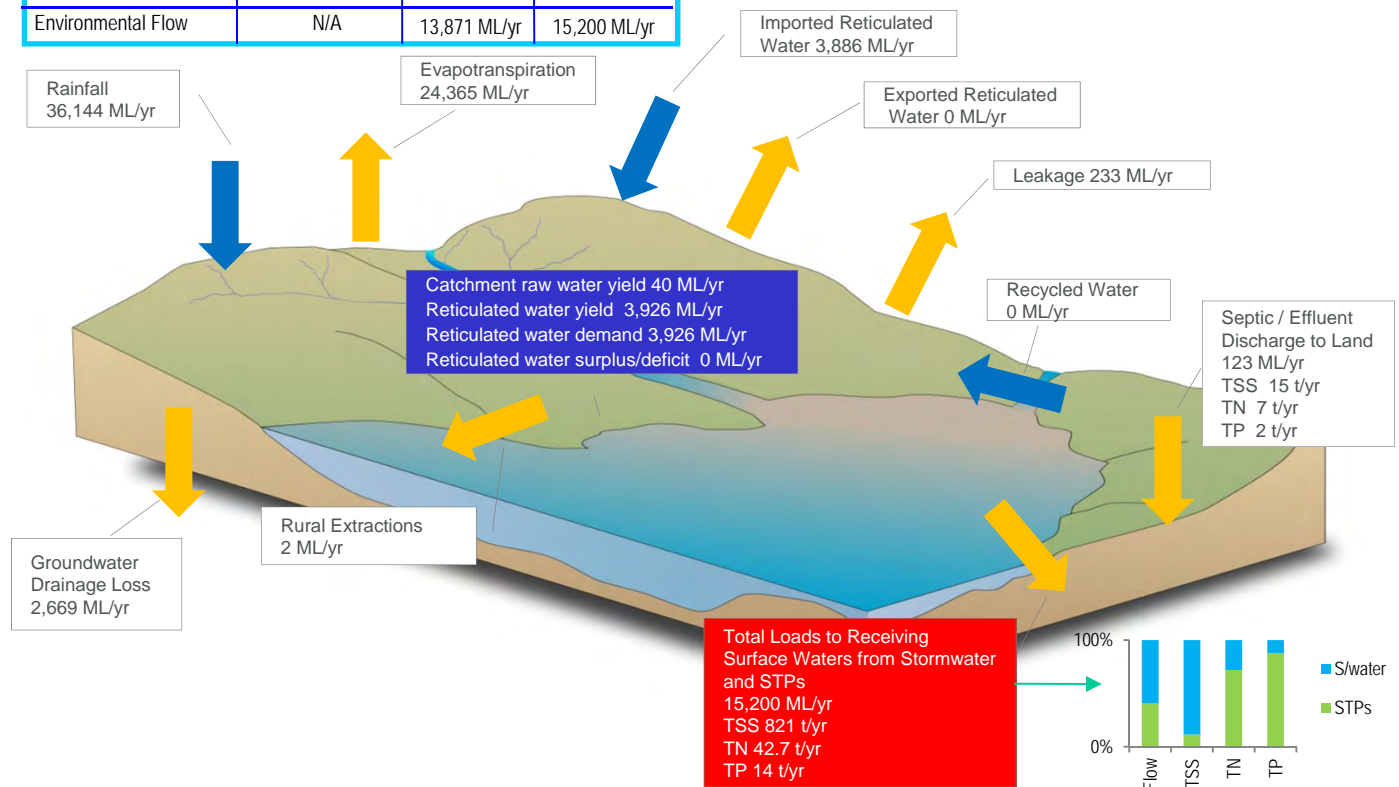 Environmental Flow N/A 13,871 ML/yr 15,200 ML/yr
Imported Reticulated
Water 3,886 ML/yr
Evapotranspiration
24,365 ML/yr
Rainfall
36,144 ML/yr
Exported Reticulated
Water 0 ML/yr
Leakage 233 ML/yr
Catchment raw water yield 40 ML/yr
Reticulated water yield 3,926 ML/yr
Reticulated water demand 3,926 ML/yr
Reticulated water surplus/deficit 0 ML/yr
Recycled Water
0 ML/yr
Septic / Effluent
Discharge to Land
123 ML/yr
TSS 15 t/yr
TN 7 t/yr
TP 2 t/yr
Rural Extractions
2 ML/yr
Groundwater
Drainage Loss
2,669 ML/yr
Total Loads to Receiving
Surface Waters from Stormwater
and STPs
15,200 ML/yr
TSS 821 t/yr
TN 42.7 t/yr
TP 14 t/yr
100%
0%
Flow
TSS
TN
TP
S/water
STPs